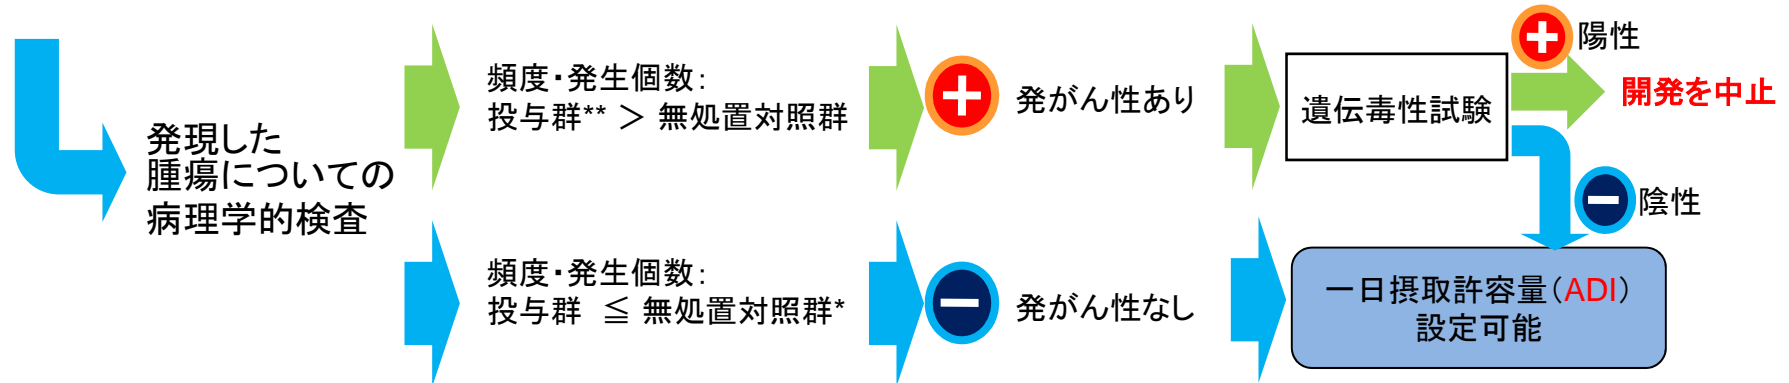 発現した
腫瘍についての
病理学的検査
頻度・発生個数：
投与群** ＞ 無処置対照群
発がん性あり
遺伝毒性試験
陽性
開発を中止
陰性
頻度・発生個数：
投与群 ≦ 無処置対照群*
発がん性なし
一日摂取許容量（ADI）
設定可能